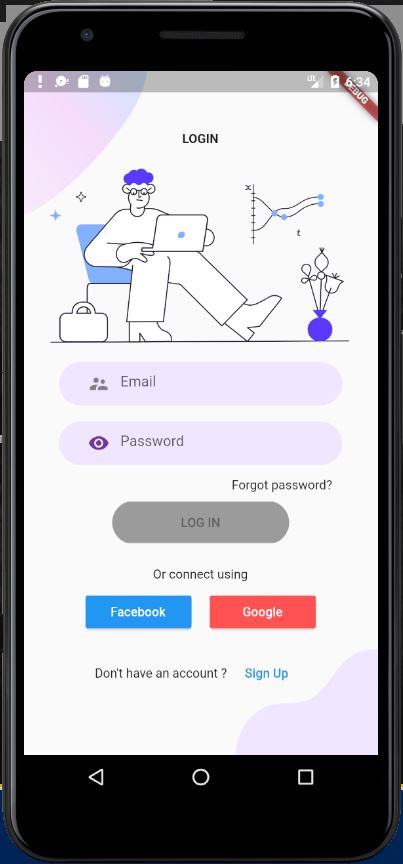 LTE 6:34
DEBUG
LOGIN
x
t
Email
Password
Forgot password?
LOG IN
Or connect using
Facebook
Google
Don't have an account ?
Sign Up